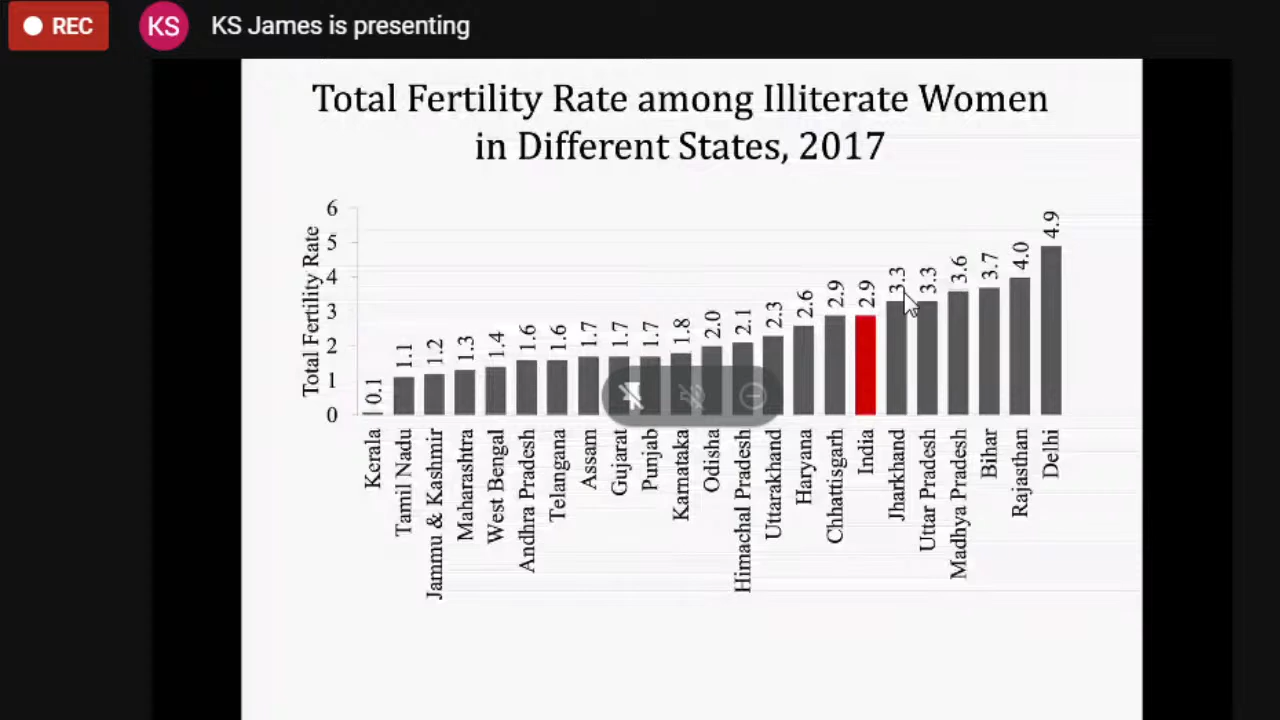 REC
KS
KS James is presenting
Total Fertility Rate among Illiterate Women
in Different States, 2017
Total Fertility Rate
6
5
4
3
2
1
0
0.1
1.1
1.2
1.3
1.4
1.6
1.6
1.7
1.7
1.7
1.8
2.0
2.1
2.3
2.6
2.9
2.9
3.3
3.3
3.6
3.7
4.0
4.9
Kerala
Tamil Nadu
Jammu & Kashmir
Maharashtra
West Bengal
Andhra Pradesh
Telangana
Assam
Gujarat
Punjab
Karnataka
Odisha
Himachal Pradesh
Uttarakhand
Haryana
Chhattisgarh
India
Jharkhand
Uttar Pradesh
Madhya Pradesh
Bihar
Rajasthan
Delhi